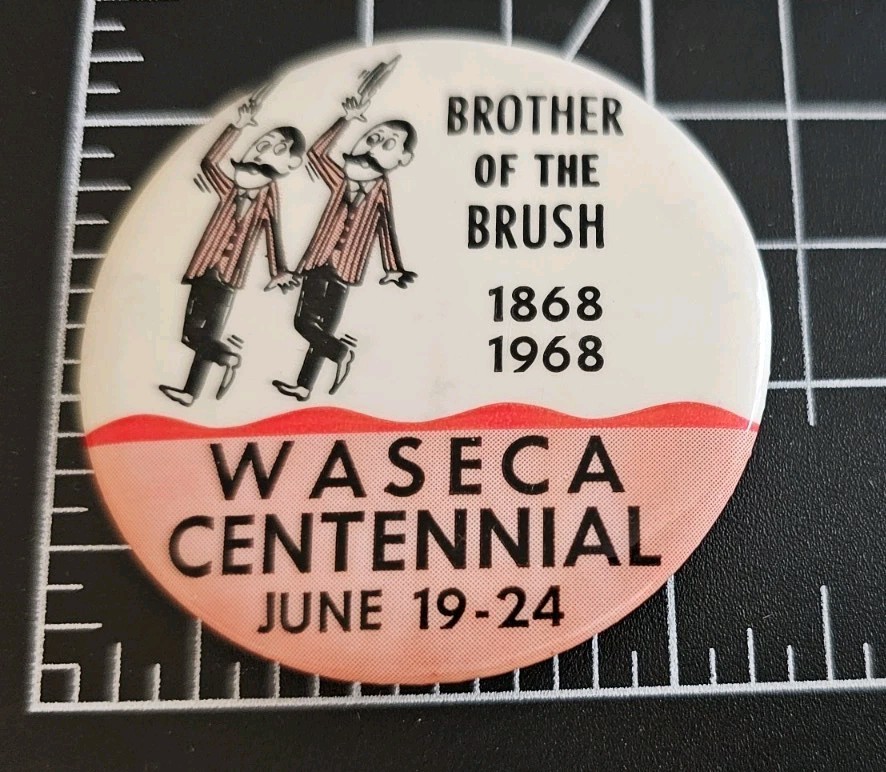 BROTHER
OF THE
BRUSH
1868
1968
WASECA
CENTENNIAL
JUNE 19-24